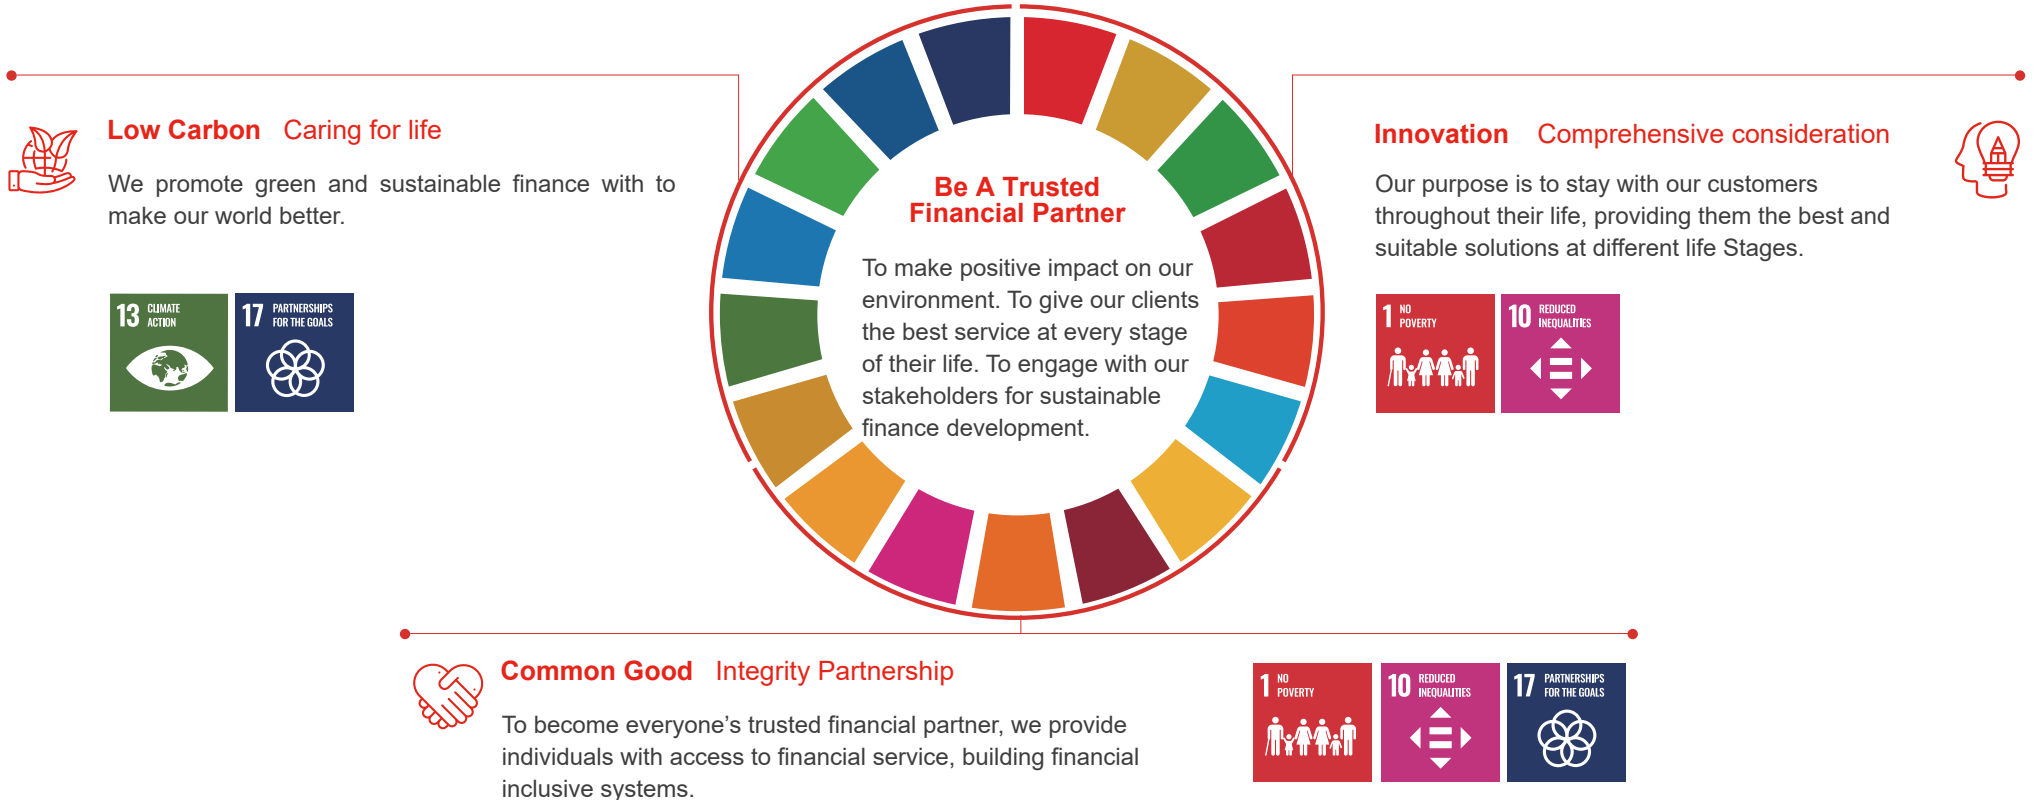 Low Carbon Caring for life
We promote green and sustainable finance with to
make our world better.
13 CLIMATE
ACTION
17 PARTNERSHIPS
FOR THE GOALS
Be A Trusted
Financial Partner
To make positive impact on our
environment. To give our clients
the best service at every stage
of their life. To engage with our
stakeholders for sustainable
finance development.
Innovation Comprehensive consideration
Our purpose is to stay with our customers
throughout their life, providing them the best and
suitable solutions at different life Stages.
1 NO
POVERTY
10 REDUCED
INEQUALITIES
Common Good Integrity Partnership
To become everyone’s trusted financial partner, we provide
individuals with access to financial service, building financial
inclusive systems.
1 NO
POVERTY
10 REDUCED
INEQUALITIES
17 PARTNERSHIPS
FOR THE GOALS